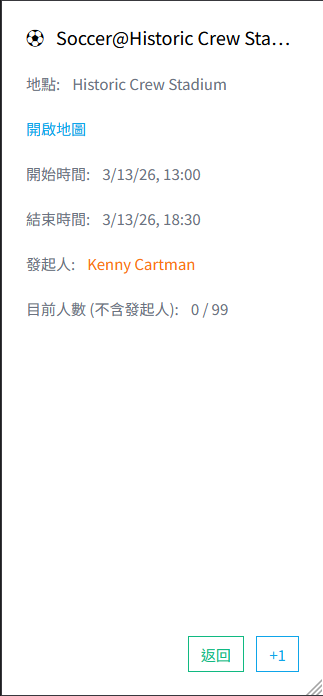 Soccer@Historic Crew Sta...
地點: Historic Crew Stadium
開啟地圖
開始時間: 3/13/26, 13:00
結束時間: 3/13/26, 18:30
發起人: Kenny Cartman
目前人數 (不含發起人): 0 / 99
返回 +1